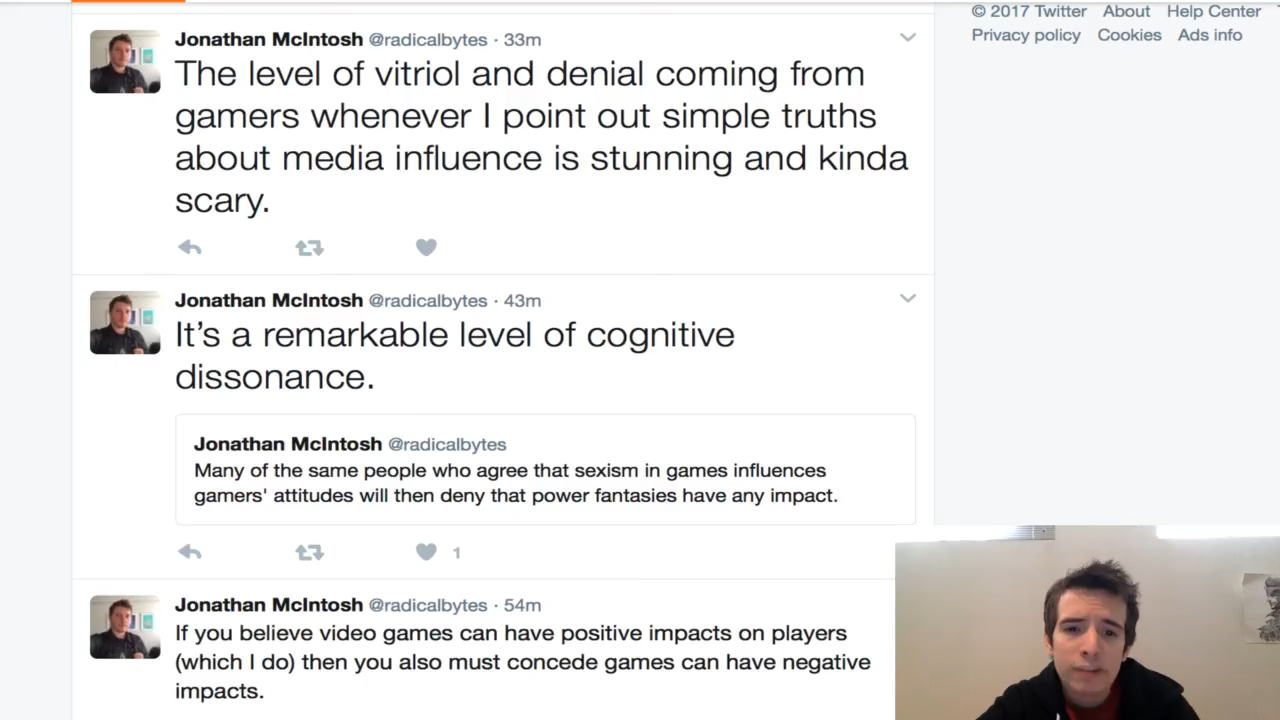 © 2017 Twitter About Help Center
Privacy policy Cookies Ads info
Jonathan McIntosh @radicalbytes · 33m
The level of vitriol and denial coming from
gamers whenever I point out simple truths
about media influence is stunning and kinda
scary.
Jonathan McIntosh @radicalbytes · 43m
It's a remarkable level of cognitive
dissonance.
Jonathan McIntosh @radicalbytes
Many of the same people who agree that sexism in games influences
gamers' attitudes will then deny that power fantasies have any impact.
1
Jonathan McIntosh @radicalbytes · 54m
If you believe video games can have positive impacts on players
(which I do) then you also must concede games can have negative
impacts.